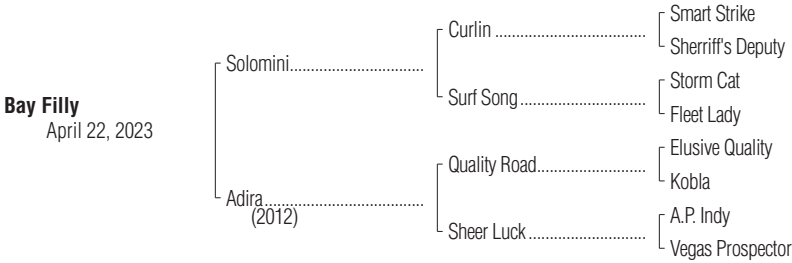 Smart Strike
Curlin
Sherriff's Deputy
Solomini
Storm Cat
Surf Song
Fleet Lady
Bay Filly
April 22, 2023
Elusive Quality
Quality Road
Kobla
Adira
(2012)
A.P. Indy
Sheer Luck
Vegas Prospector